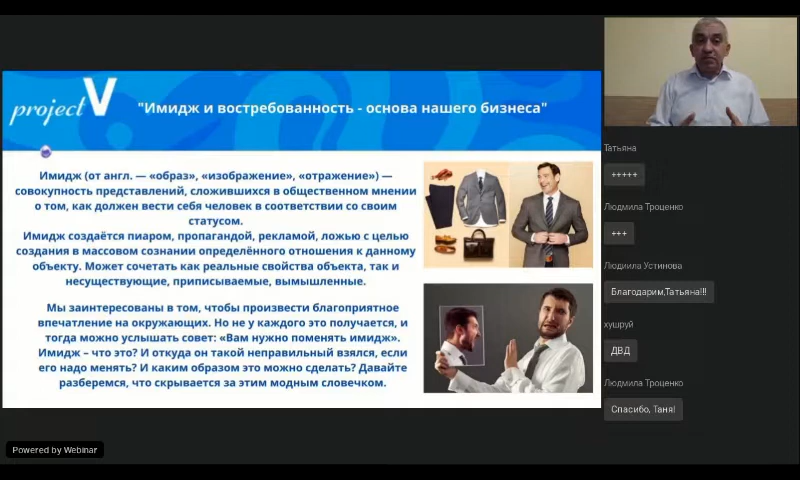 project V
"Имидж и востребованность - основа нашего бизнеса"
Имидж (от англ. — «образ», «изображение», «отражение») —
совокупность представлений, сложившихся в общественном мнении
о том, как должен вести себя человек в соответствии со своим
статусом.
Имидж создаётся пиаром, пропагандой, рекламой, ложью с целью
создания в массовом сознании определённого отношения к данному
объекту. Может сочетать как реальные свойства объекта, так и
несуществующие, приписываемые, вымышленные.
Мы заинтересованы в том, чтобы произвести благоприятное
впечатление на окружающих. Но не у каждого это получается, и
тогда можно услышать совет: «Вам нужно поменять имидж».
Имидж – что это? И откуда он такой неправильный взялся, если
его надо менять? И каким образом это можно сделать? Давайте
разберемся, что скрывается за этим модным словечком.
Татьяна
+++++
Людмила Троценко
+++
Людмила Устинова
Благодарим,Татьяна!!!
хушруй
ДВД
Людмила Троценко
Спасибо, Таня!
Powered by Webinar